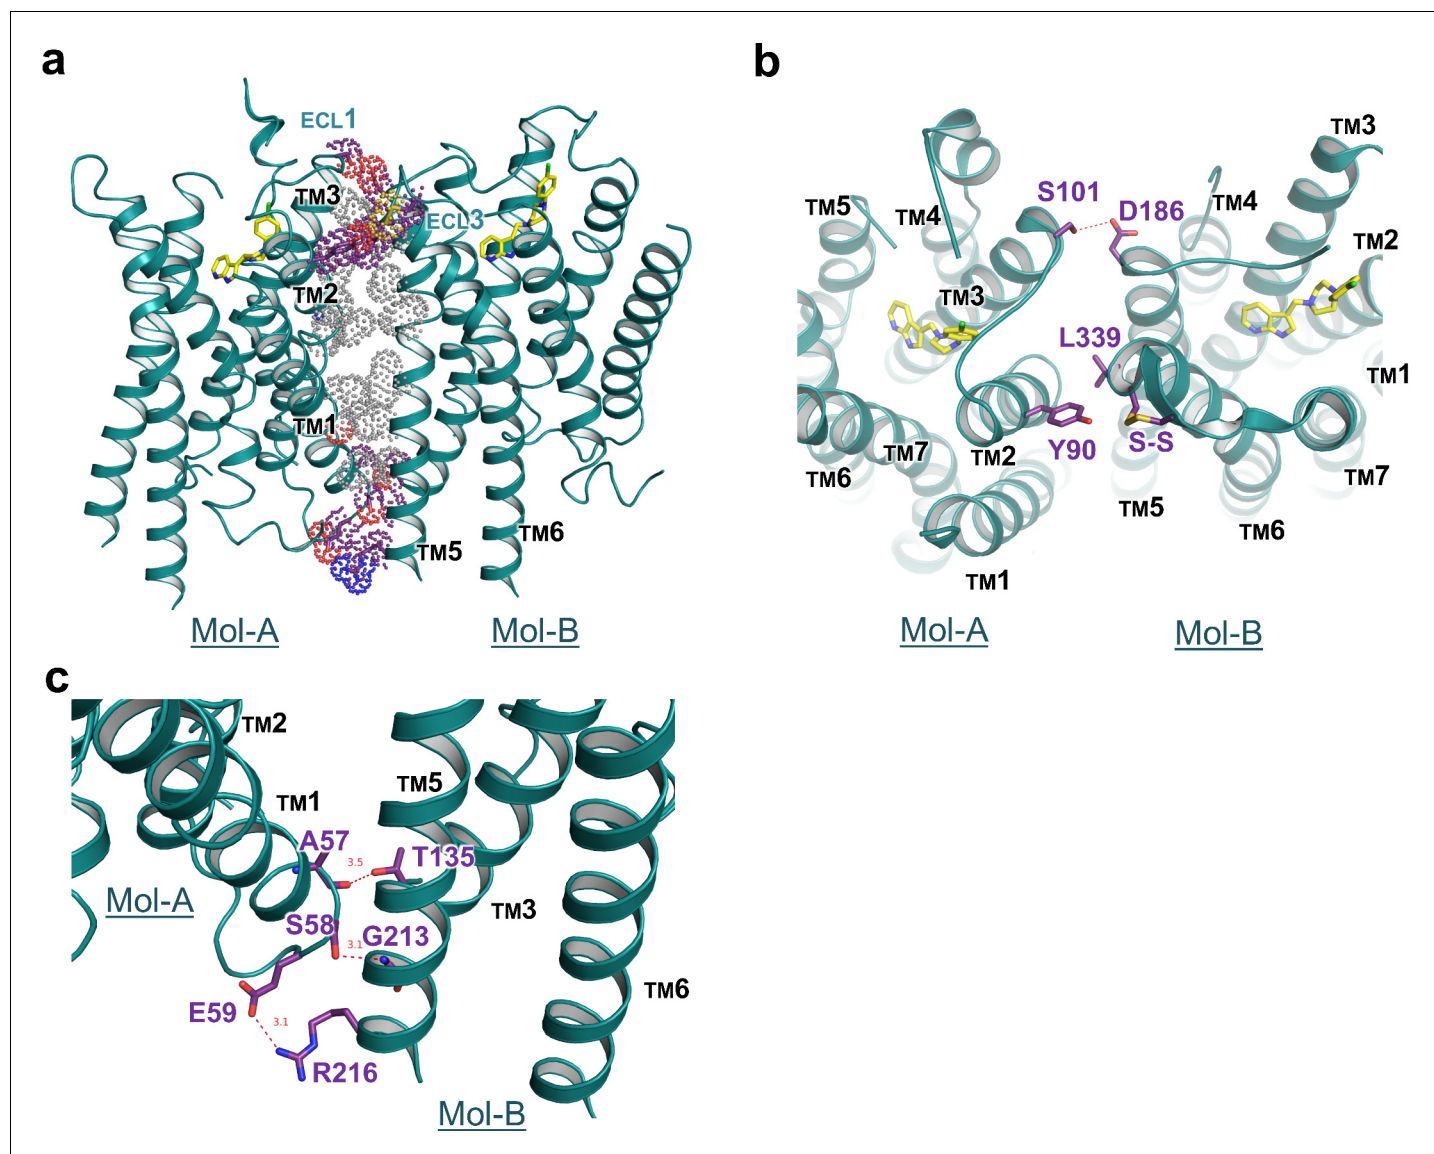 a
ECL1
TM3
ECL3
TM2
TM1
TM5
TM6
Mol-A
Mol-B
b
TM3
S101
D186
TM5
TM4
TM4
TM2
TM3
L339
TM1
TM6
TM7
TM2
Y90
S-S
TM7
TM5
TM6
TM1
Mol-A
Mol-B
c
TM2
TM5
TM1
A57
3.5
T135
Mol-A
TM3
S58
3.1
G213
TM6
E59
3.1
R216
Mol-B